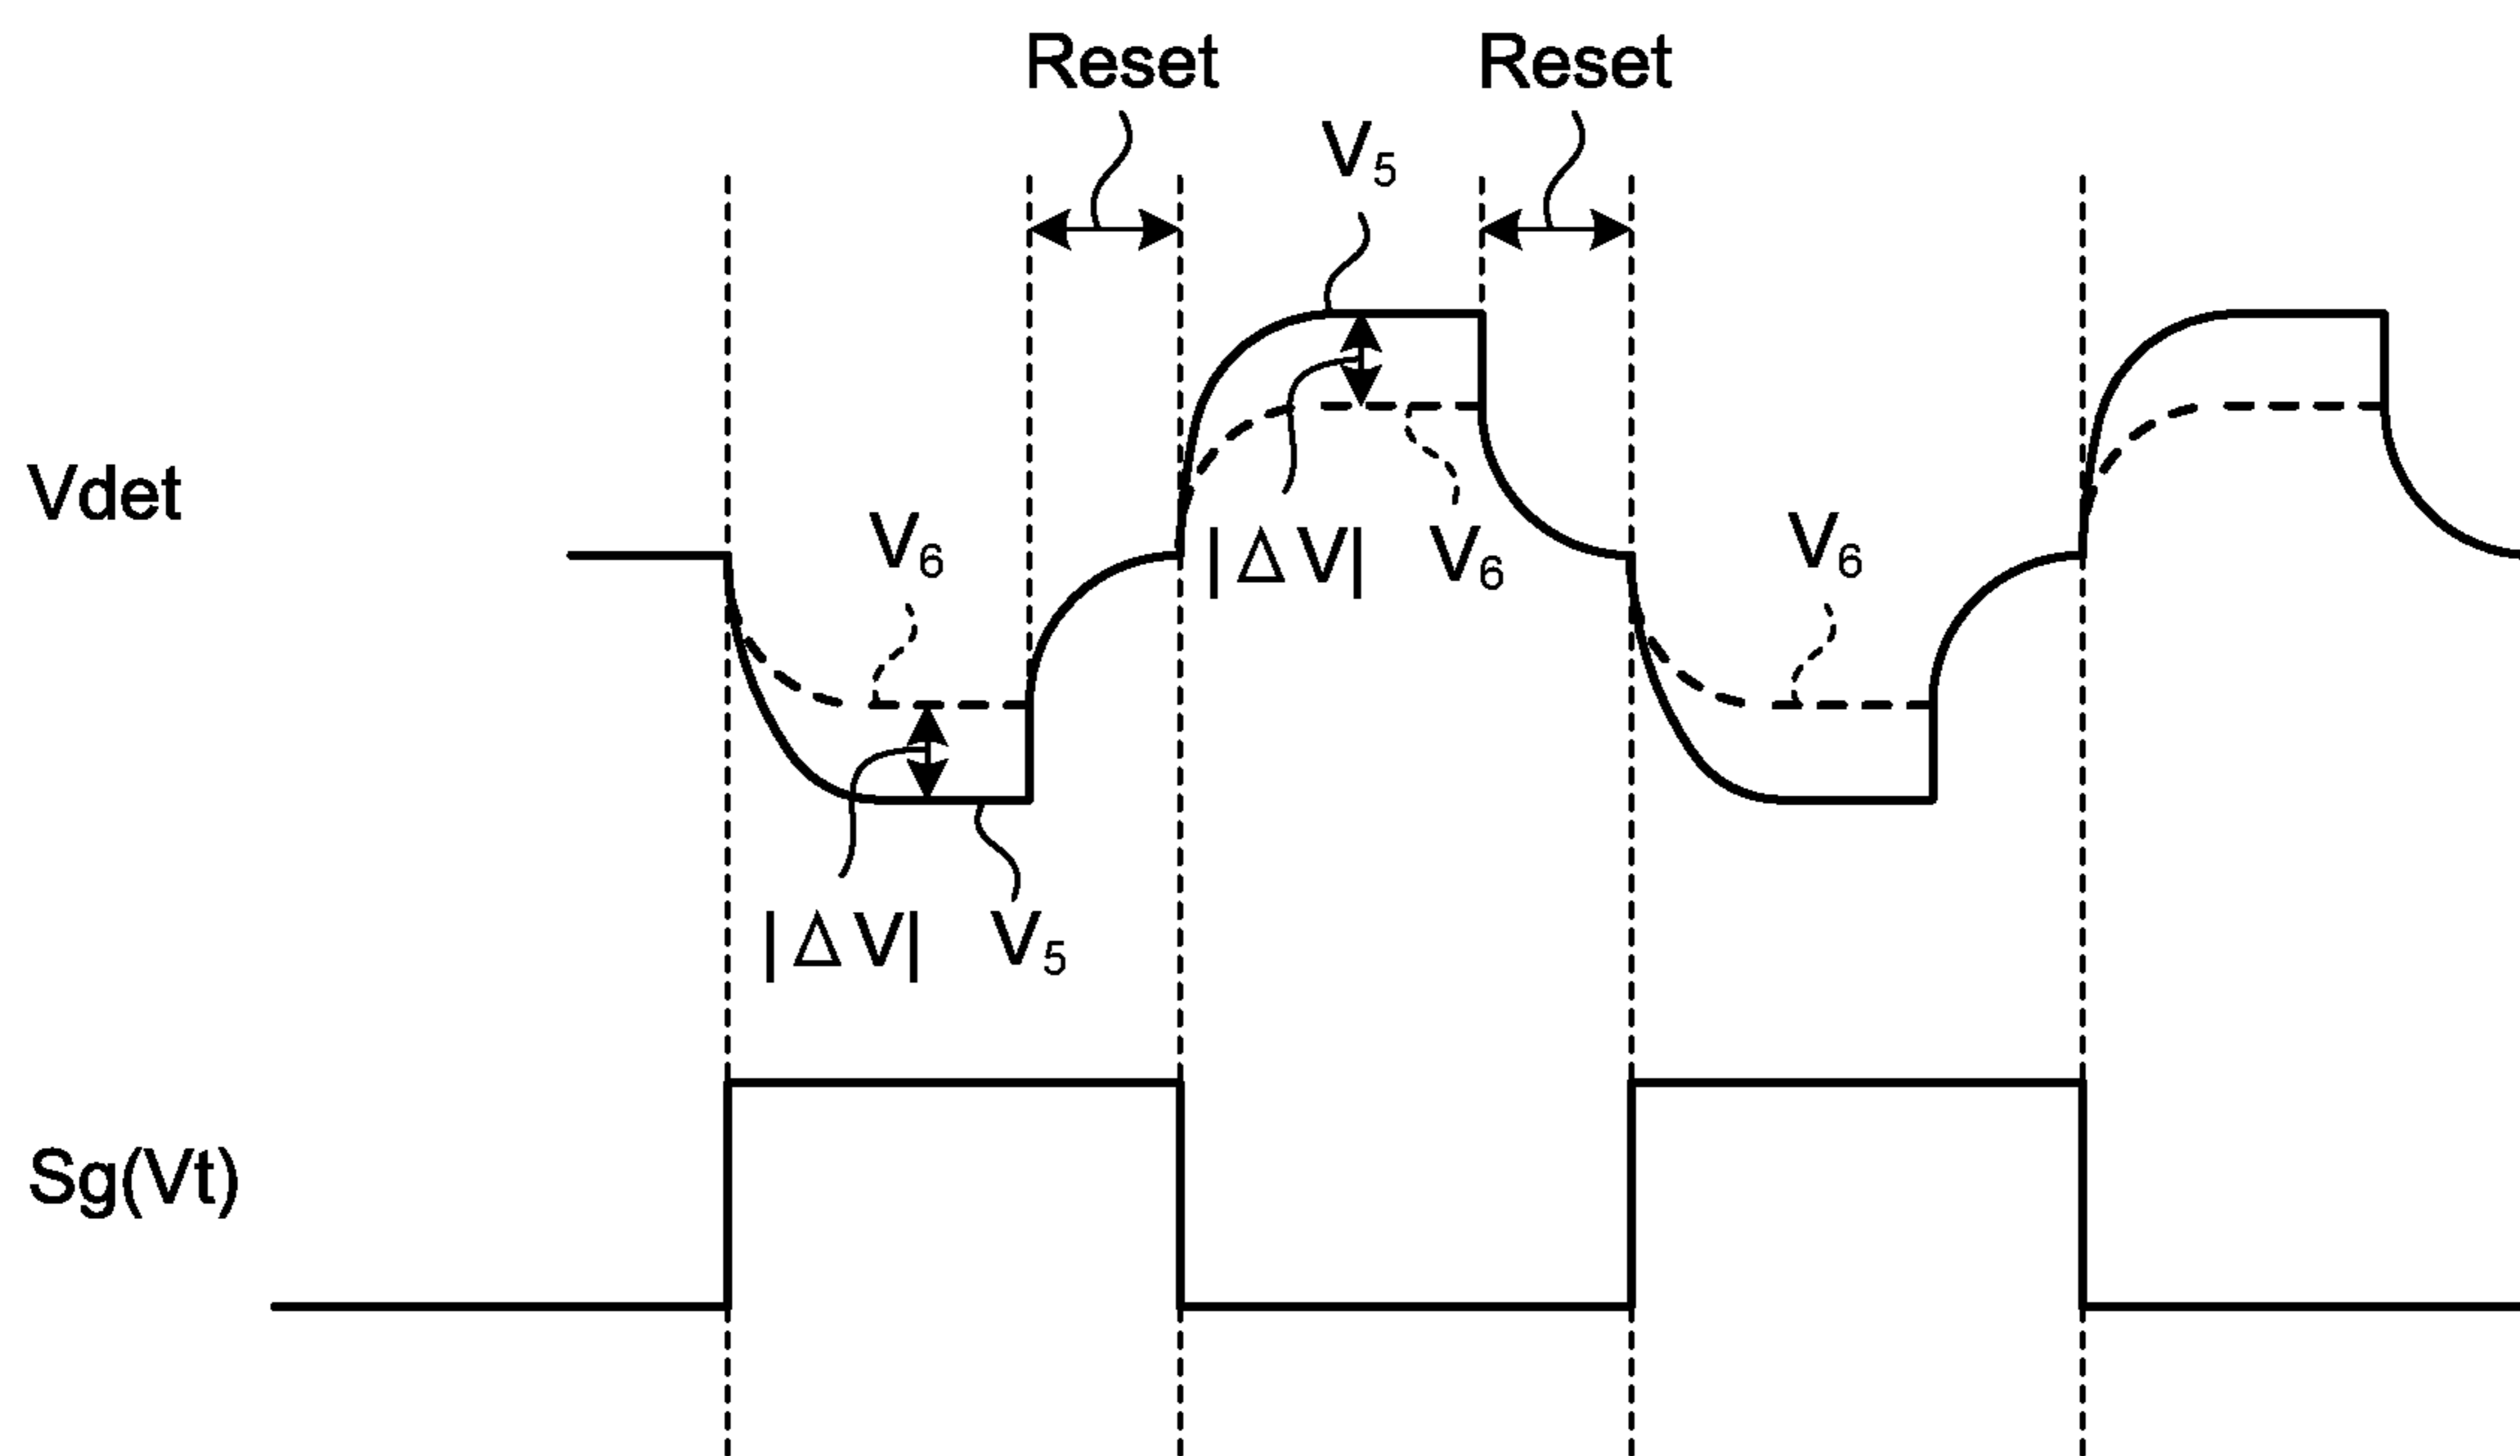 Reset Reset
V5
Vdet
V6 |ΔV| V6 V6
|ΔV| V5
Sg(Vt)